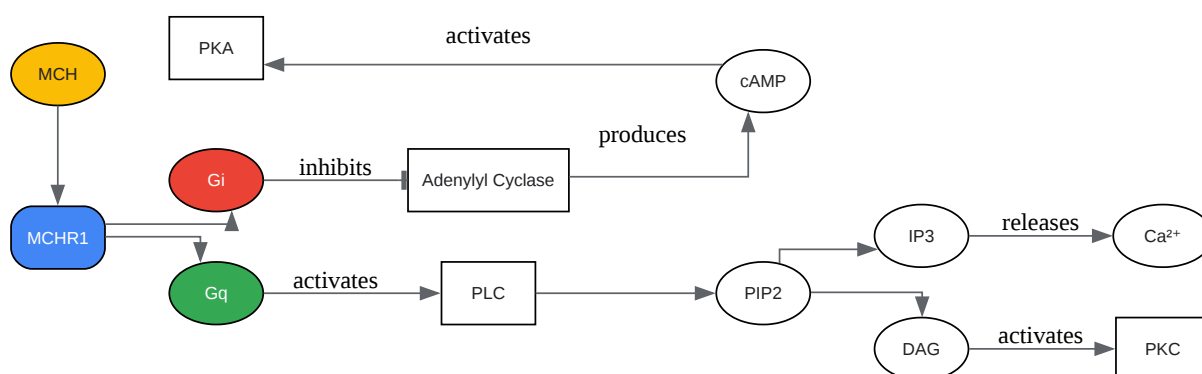 activates
PKA
MCH
cAMP
produces
inhibits
Gi
Adenylyl Cyclase
MCHR1
IP3
releases
Ca²⁺
activates
Gq
PLC
PIP2
activates
DAG
PKC